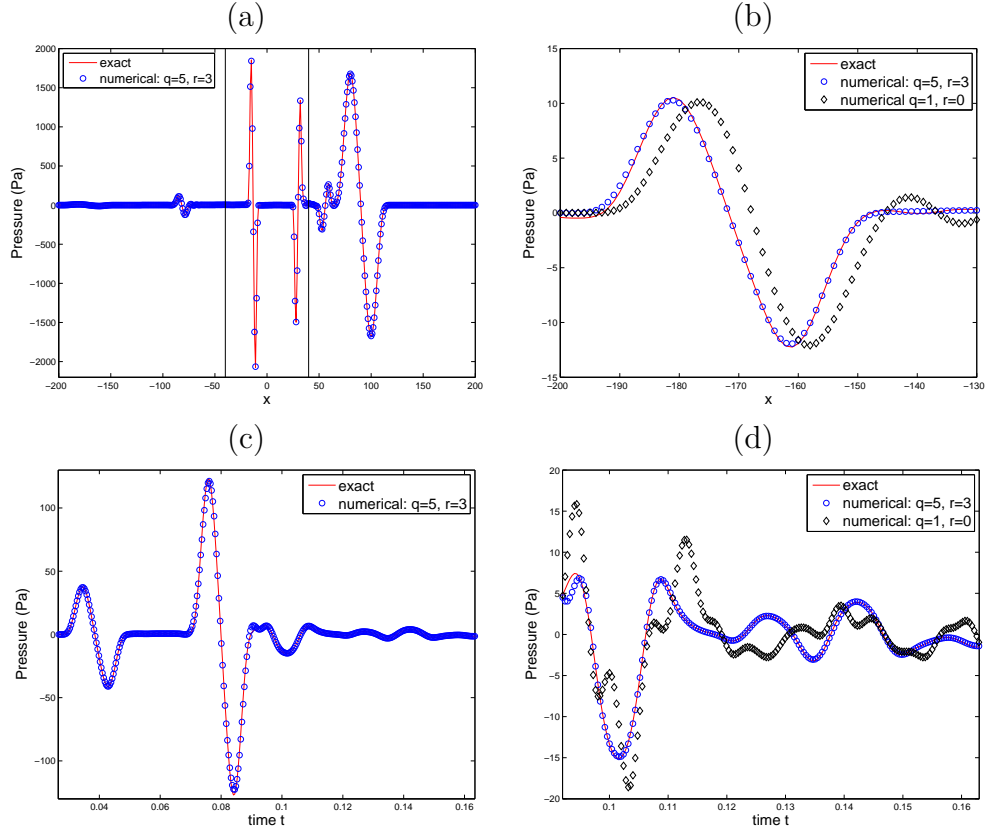 (a)
2000
1500
1000
500
0
−500
−1000
−1500
−2000
Pressure (Pa)
exact
numerical: q=5, r=3
−200 −150 −100 −50 0 50 100 150 200
x
(b)
15
10
5
0
−5
−10
−15
Pressure (Pa)
exact
numerical: q=5, r=3
numerical q=1, r=0
−200 −190 −180 −170 −160 −150 −140 −130
x
(c)
100
50
0
−50
−100
Pressure (Pa)
exact
numerical: q=5, r=3
0.04 0.06 0.08 0.1 0.12 0.14 0.16
time t
(d)
20
15
10
5
0
−5
−10
−15
−20
Pressure (Pa)
exact
numerical: q=5, r=3
numerical: q=1, r=0
0.1 0.11 0.12 0.13 0.14 0.15 0.16
time t